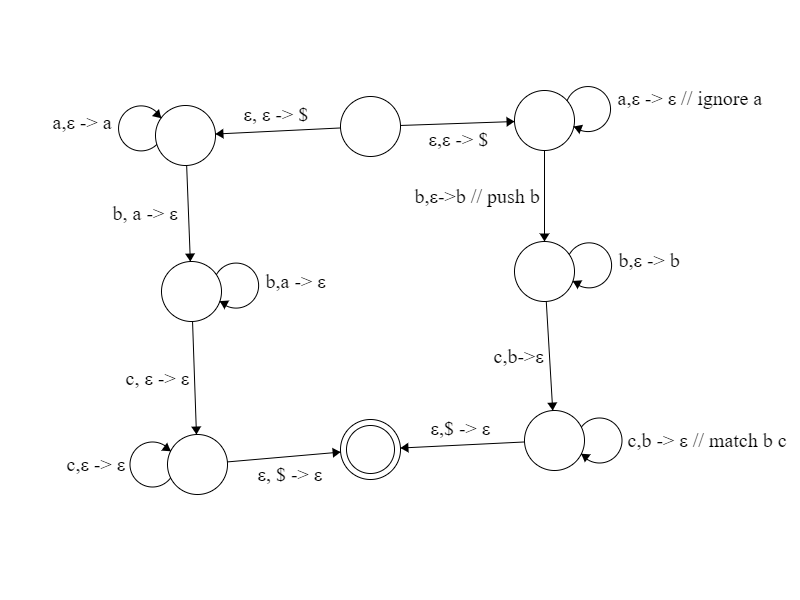 a,ε -> ε // ignore a
a,ε -> a
ε, ε -> $
ε,ε -> $
b,ε->b // push b
b, a -> ε
b,ε -> b
b,a -> ε
c,b->ε
c, ε -> ε
ε,$ -> ε
c,b -> ε // match b c
c,ε -> ε
ε, $ -> ε